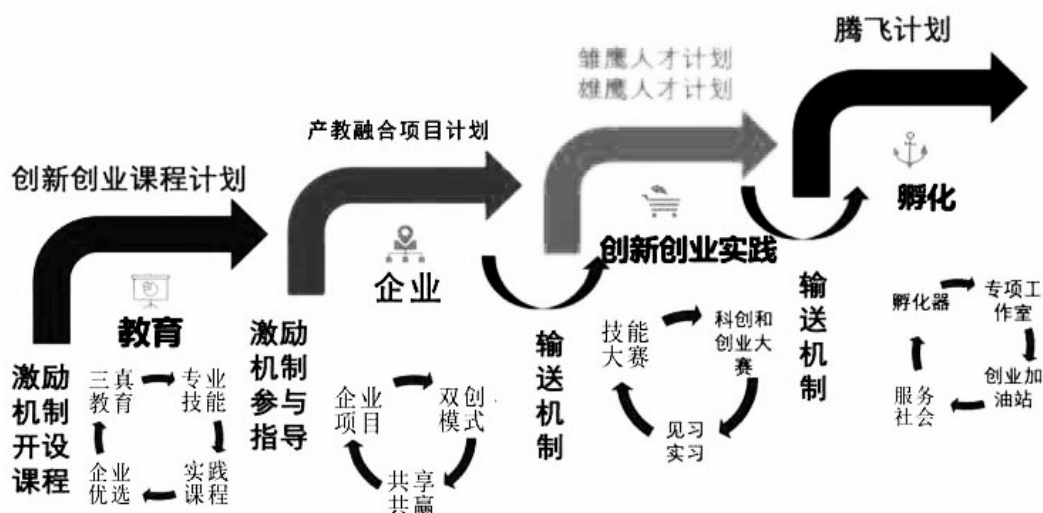 腾飞计划
雏鹰人才计划
雄鹰人才计划
产教融合项目计划
创新创业课程计划
孵化
创新创业实践
企业
教育
激励
机制
开设
课程
三真
教育
专业
技能
企业
优选
实践
课程
激励
机制
参与
指导
企业
项目
双创
模式
共享
共赢
输
送
机
制
技能
大赛
科创和
创业大
赛
见习
实习
输
送
机
制
孵化器
专项工
作室
服务
社会
创业加
油站